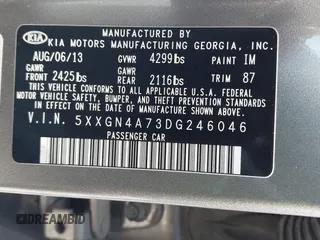 MANUFACTURED BY
KIA KIA MOTORS MANUFACTURING GEORGIA, INC.
AUG/06/13 GVWR 4299lbs PAINT IM
GAWR FRONT 2425lbs GAWR REAR 2116lbs TRIM 87
THIS VEHICLE CONFORMS TO ALL APPLICABLE U.S. FEDERAL MOTOR VEHICLE
SAFETY, BUMPER, AND THEFT PREVENTION STANDARDS IN
EFFECT ON THE DATE OF MANUFACTURE SHOWN ABOVE.
V.I.N. 5XXGN4A73DG246046
PASSENGER CAR
DREAMBID